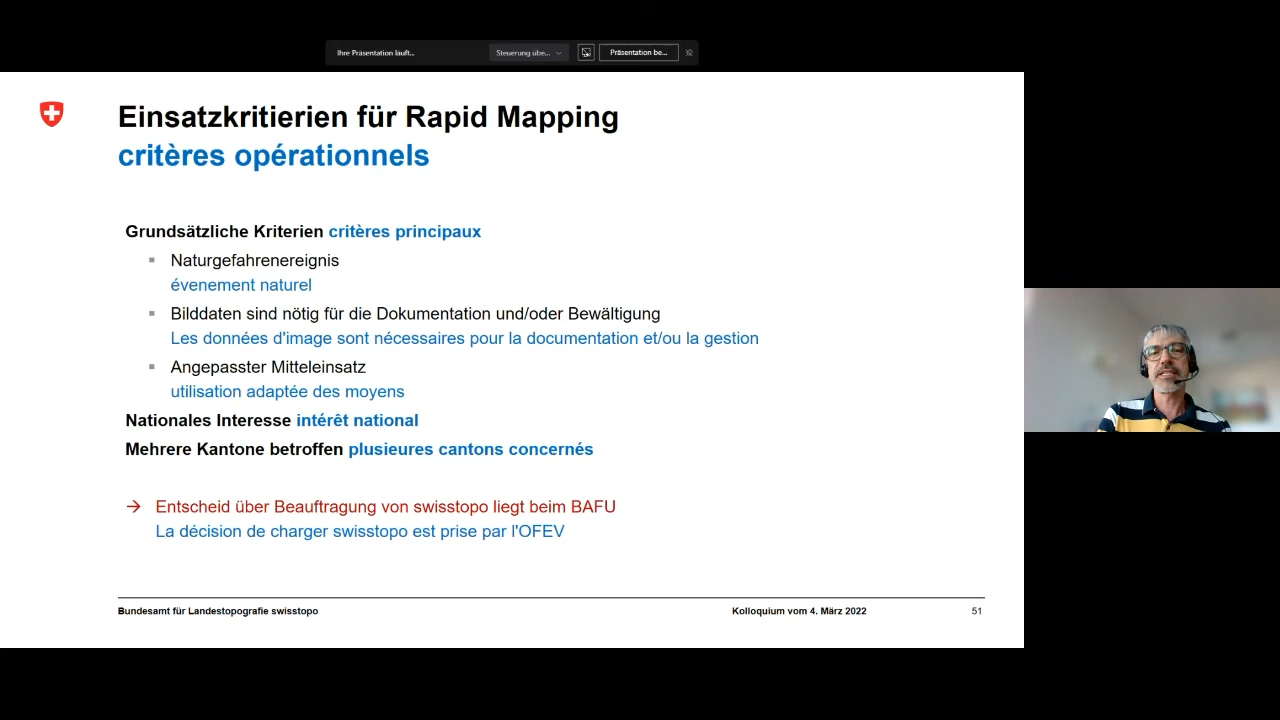 Ihre Präsentation läuft...
Steuerung übe...
Präsentation be...
Einsatzkritierien für Rapid Mapping
critères opérationnels
Grundsätzliche Kriterien critères principaux
Naturgefahrenereignis
évenement naturel
Bilddaten sind nötig für die Dokumentation und/oder Bewältigung
Les données d'image sont nécessaires pour la documentation et/ou la gestion
Angepasster Mitteleinsatz
utilisation adaptée des moyens
Nationales Interesse intérêt national
Mehrere Kantone betroffen plusieures cantons concernés
→ Entscheid über Beauftragung von swisstopo liegt beim BAFU
La décision de charger swisstopo est prise par l'OFEV
Bundesamt für Landestopografie swisstopo
Kolloquium vom 4. März 2022
51